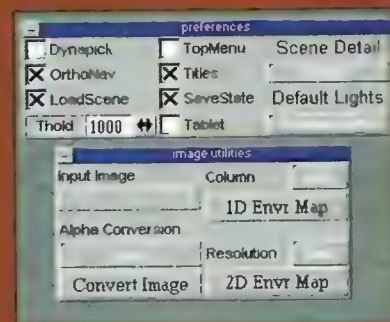 preferences
Dynapick TopMenu Scene Detail
OrthoNav Titles
LoadScene SaveState Default Lights
Thold 1000 Tablet
image utilities
Input Image Column
1D Envr Map
Alpha Conversion
Resolution
Convert Image 2D Envr Map